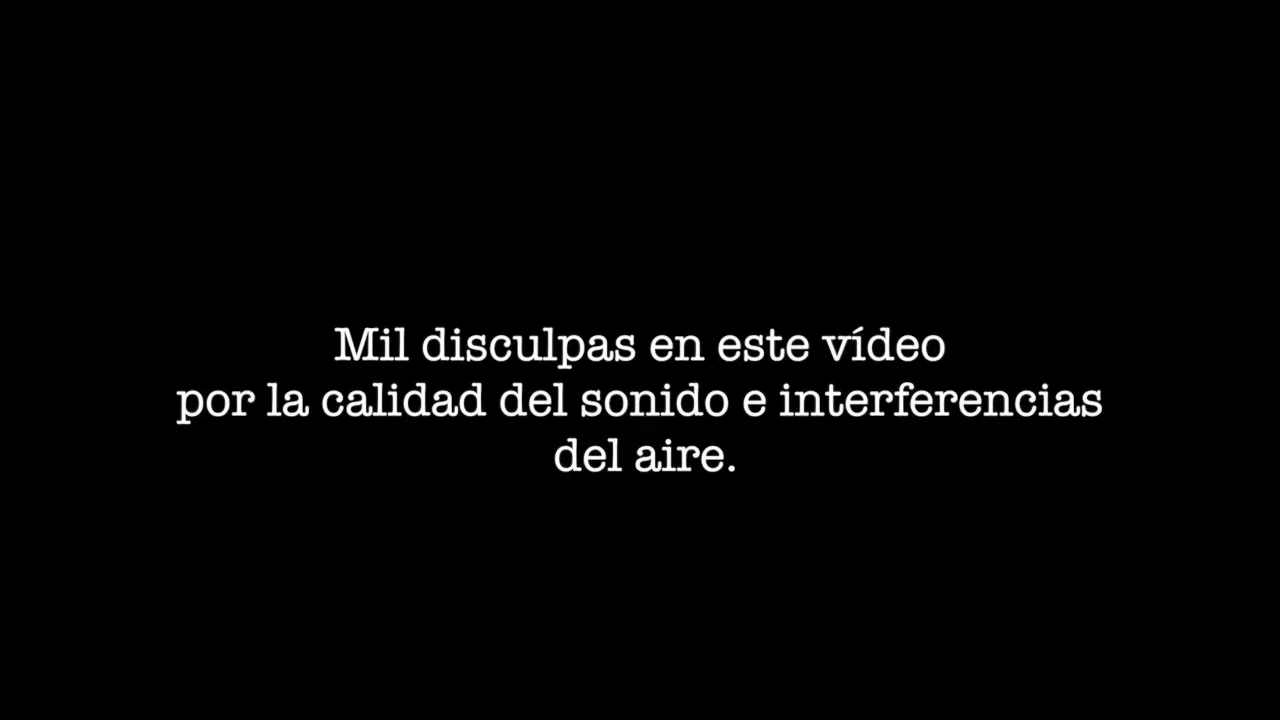 Mil disculpas en este vídeo
por la calidad del sonido e interferencias
del aire.